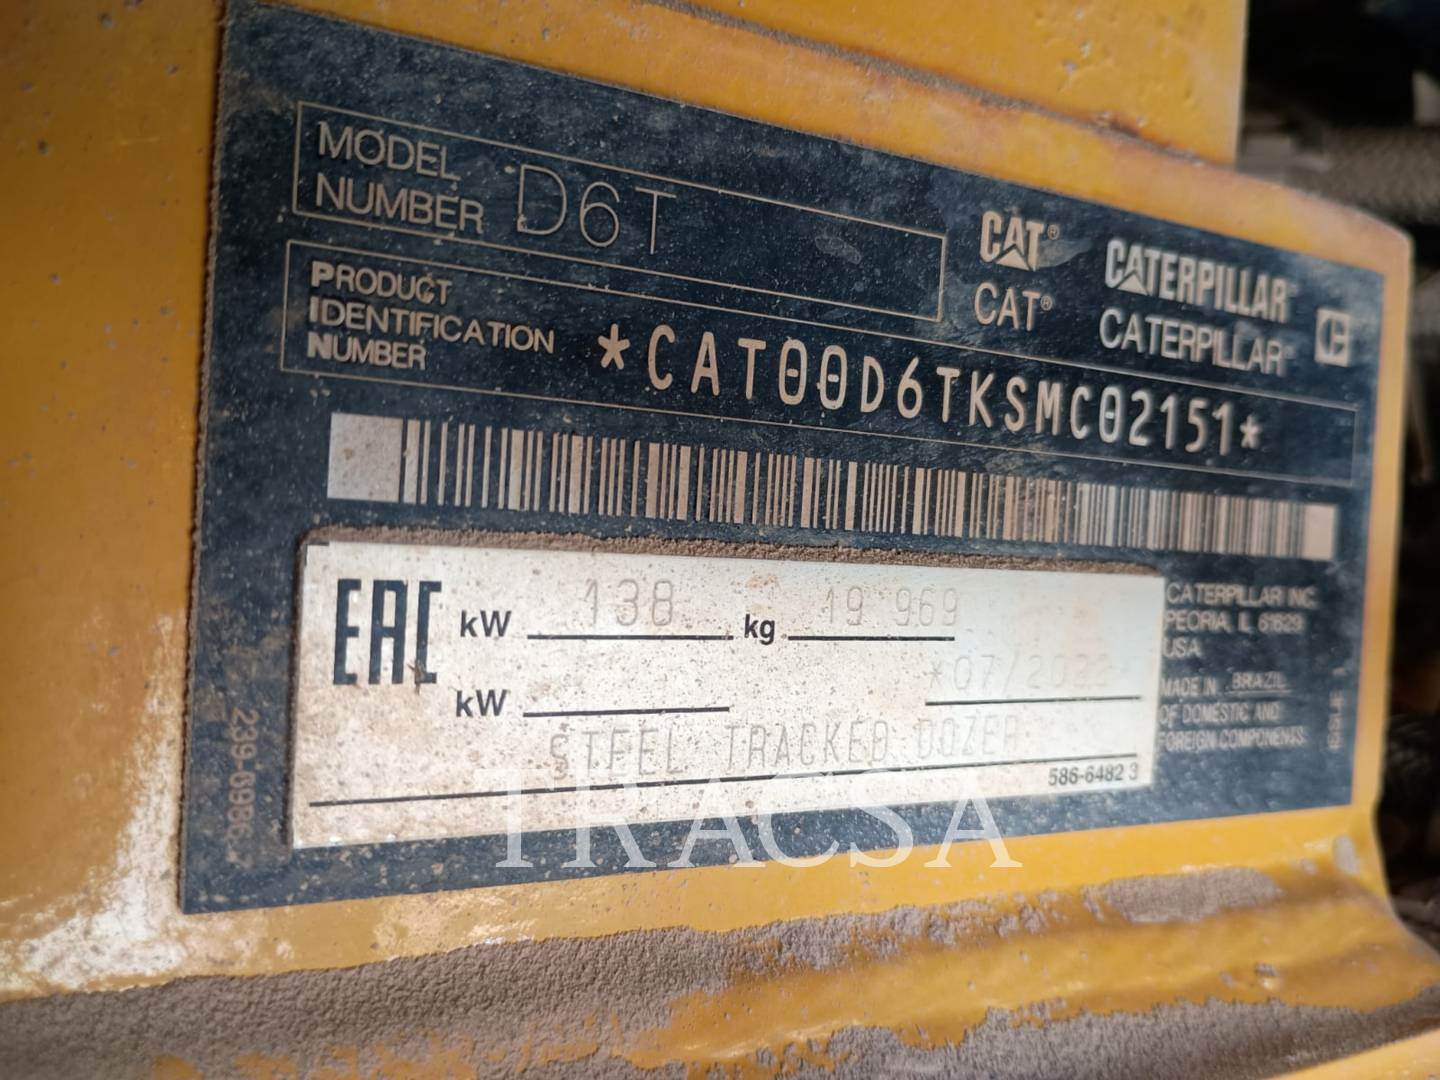 MODEL
NUMBER D6T
CAT® CATERPILLAR®
CAT® CATERPILLAR®
PRODUCT
IDENTIFICATION
NUMBER
*CAT00D6TKSMC02151*
EAC kW 138 kg 19 969
kW *07/2022
STEEL TRACKED DOZER
586-6482 3
CATERPILLAR INC.
PEORIA, IL 61629
USA
MADE IN BRAZIL
OF DOMESTIC AND
FOREIGN COMPONENTS
ISSUE
TRACSA